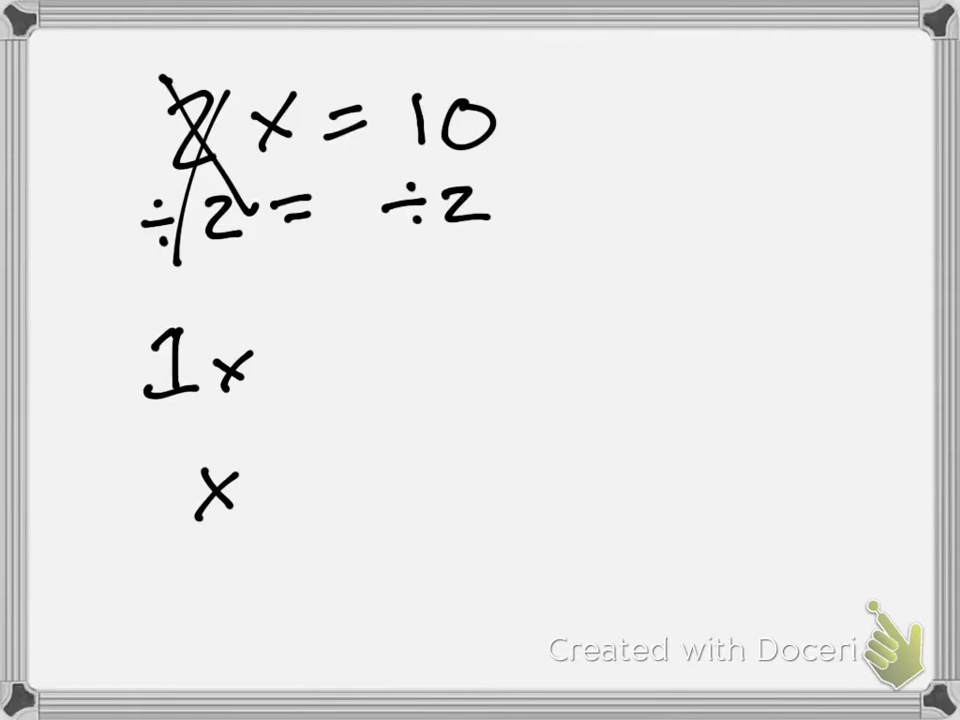 2x = 10
÷2 = ÷2
1x
x
Created with Doceri